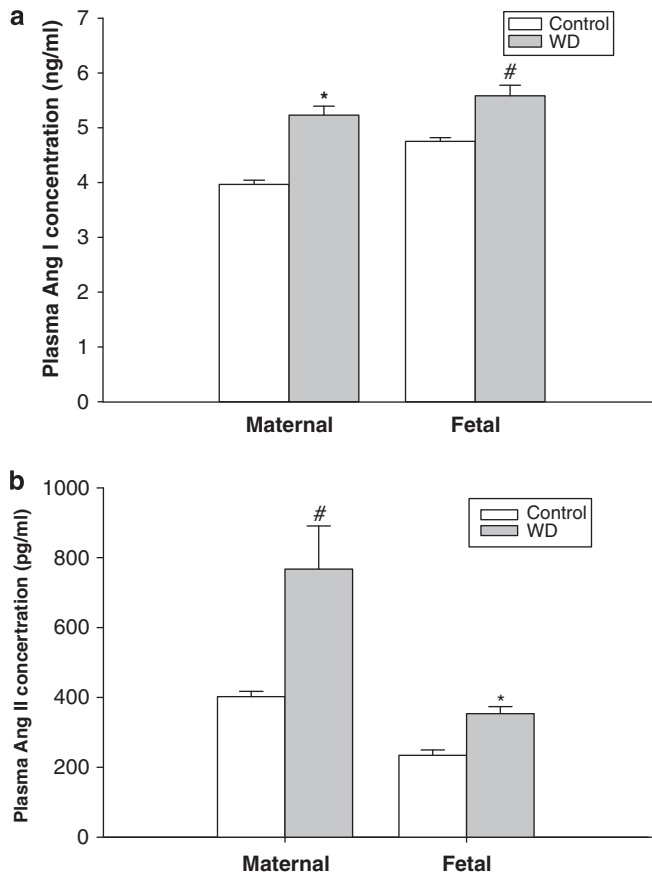 a
Plasma Ang I concentration (ng/ml)
7
6
5
4
3
2
1
0
Control
WD
*
#
Maternal
Fetal
b
Plasma Ang II concertration (pg/ml)
1000
800
600
400
200
0
Control
WD
#
*
Maternal
Fetal